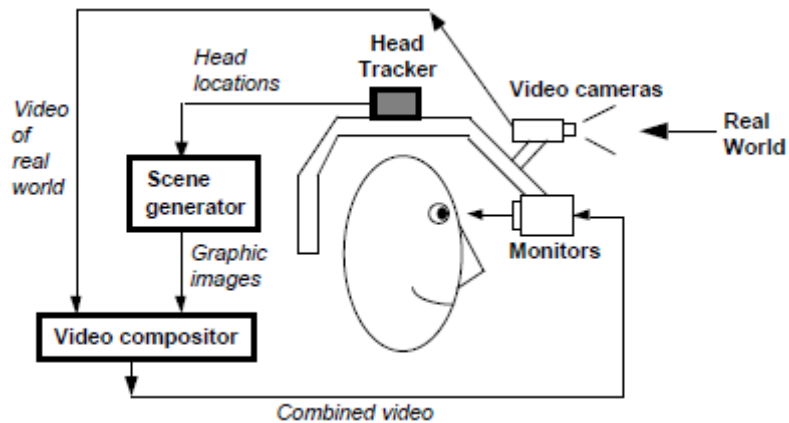 Head
Tracker
Head
locations
Video cameras
Video
of
real
world
Real
World
Scene
generator
Monitors
Graphic
images
Video compositor
Combined video